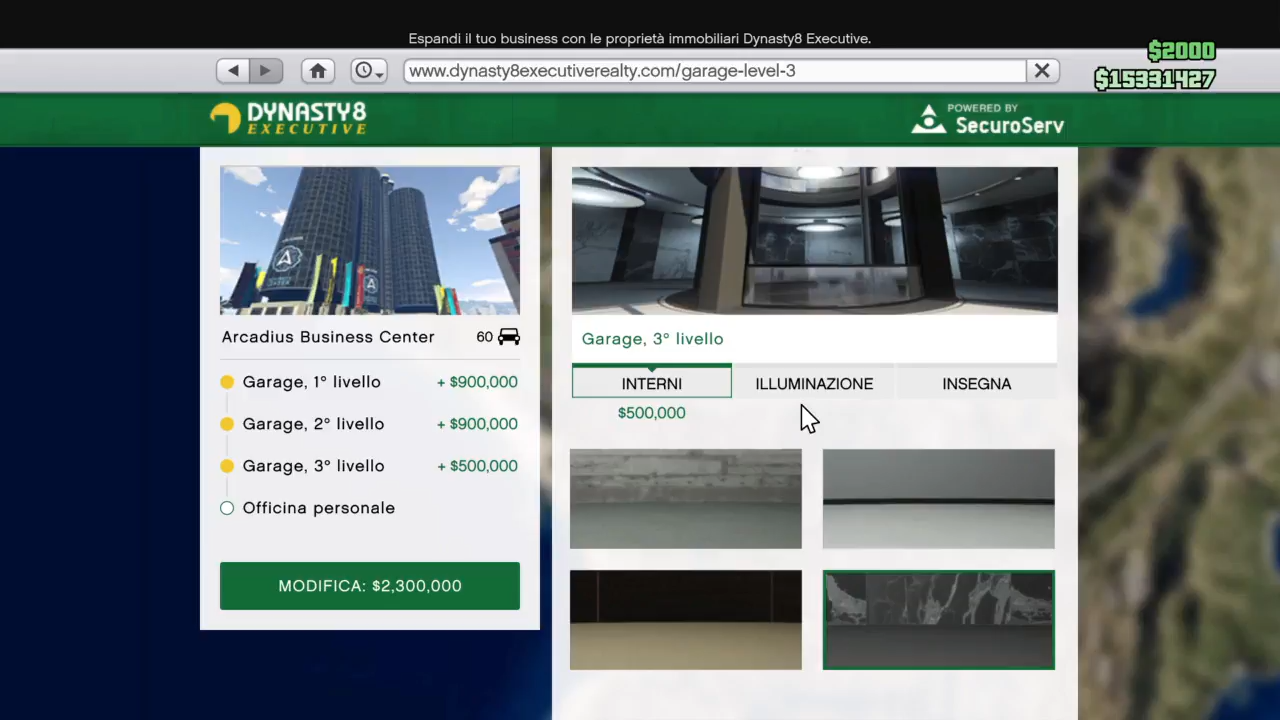 Espandi il tuo business con le proprietà immobiliari Dynasty8 Executive.
$2000
$15331427
www.dynasty8executiverealty.com/garage-level-3
DYNASTY8
EXECUTIVE
POWERED BY
SecuroServ
Arcadius Business Center 60
Garage, 1° livello + $900,000
Garage, 2° livello + $900,000
Garage, 3° livello + $500,000
Officina personale
MODIFICA: $2,300,000
Garage, 3° livello
INTERNI ILLUMINAZIONE INSEGNA
$500,000